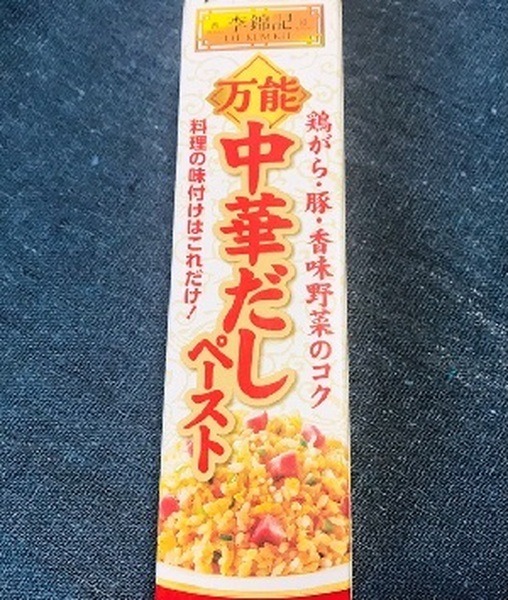 李錦記
LEE KUM KEE
万能
鶏がら・豚・香味野菜のコク
中華だし
ペースト
料理の味付けはこれだけ!